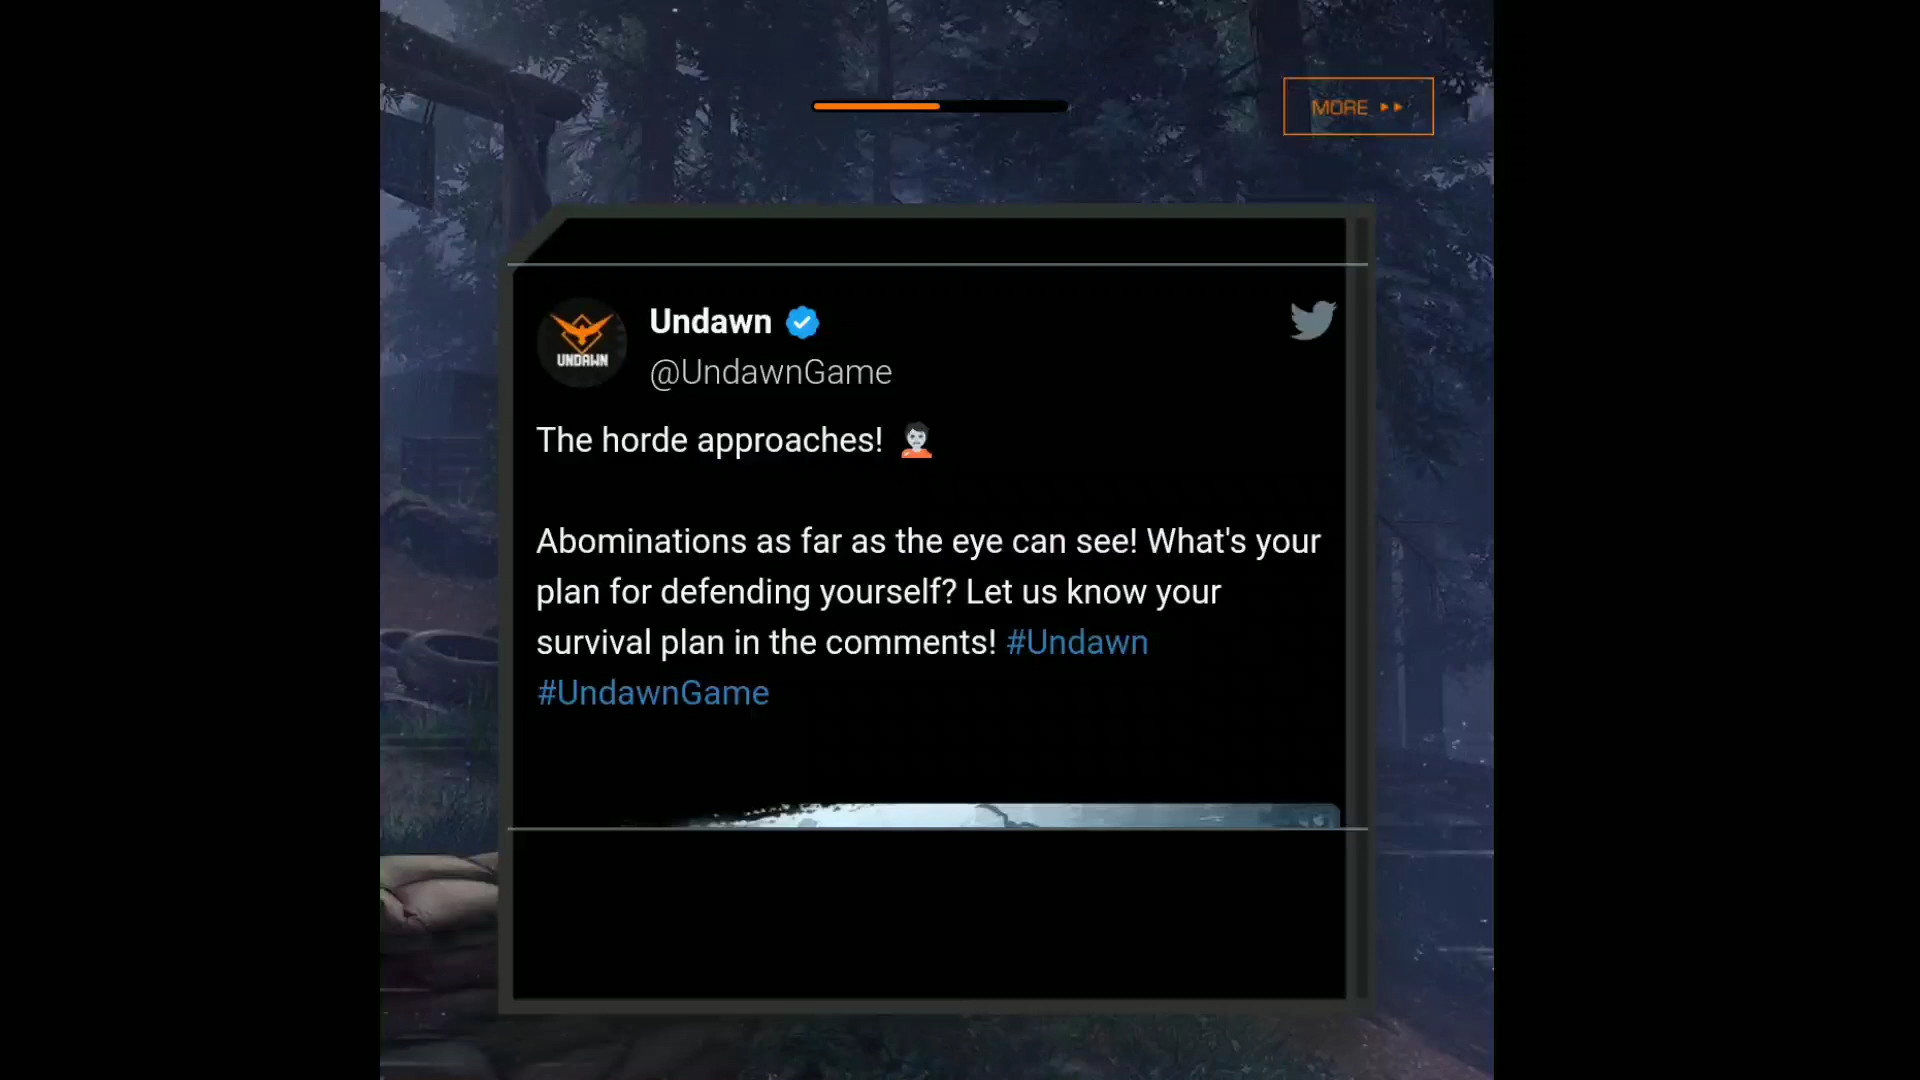 MORE
UNDAWN
Undawn
@UndawnGame
The horde approaches!
Abominations as far as the eye can see! What's your
plan for defending yourself? Let us know your
survival plan in the comments! #Undawn
#UndawnGame